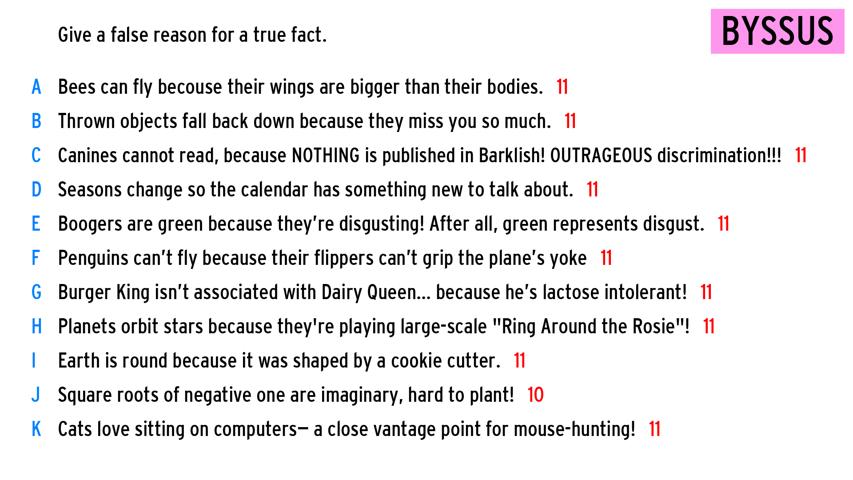 Give a false reason for a true fact.
BYSSUS
A Bees can fly becouse their wings are bigger than their bodies. 11
B Thrown objects fall back down because they miss you so much. 11
C Canines cannot read, because NOTHING is published in Barklish! OUTRAGEOUS discrimination!!! 11
D Seasons change so the calendar has something new to talk about. 11
E Boogers are green because they’re disgusting! After all, green represents disgust. 11
F Penguins can’t fly because their flippers can’t grip the plane’s yoke 11
G Burger King isn’t associated with Dairy Queen... because he’s lactose intolerant! 11
H Planets orbit stars because they're playing large-scale "Ring Around the Rosie"! 11
I Earth is round because it was shaped by a cookie cutter. 11
J Square roots of negative one are imaginary, hard to plant! 10
K Cats love sitting on computers— a close vantage point for mouse-hunting! 11